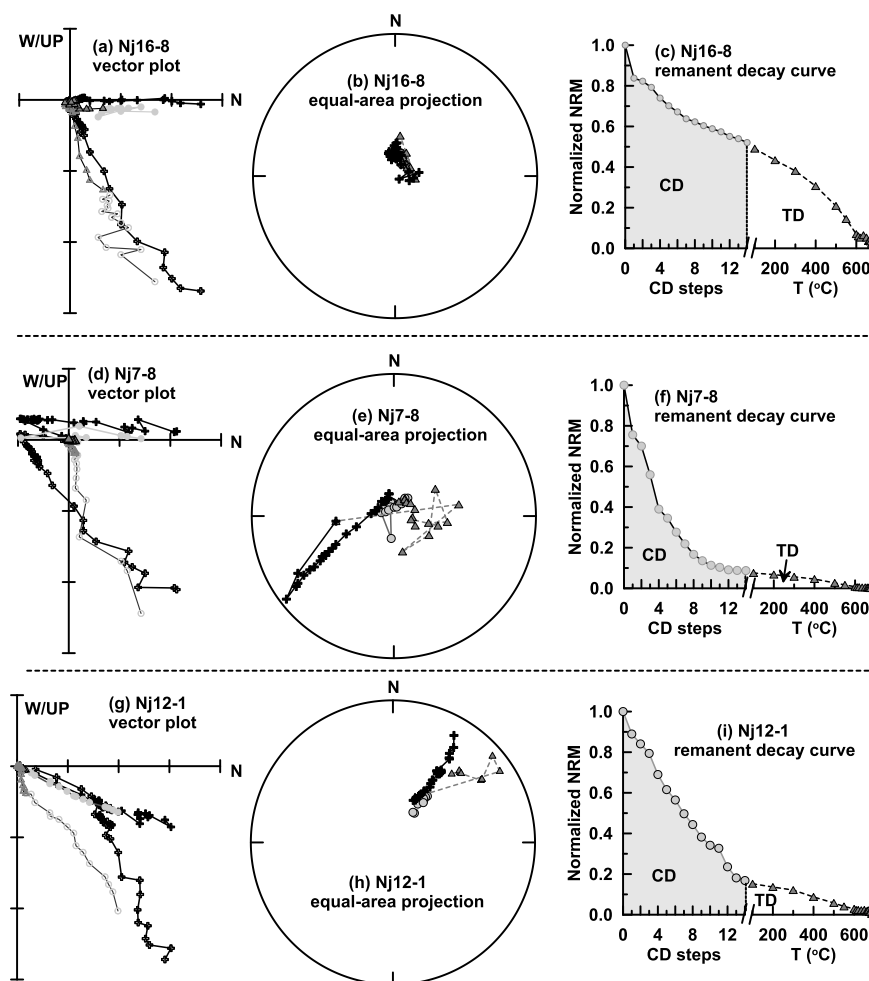 W/UP
(a) Nj16-8
vector plot
N
N
(b) Nj16-8
equal-area projection
(c) Nj16-8
remanent decay curve
Normalized NRM
1.0
0.8
0.6
0.4
0.2
0.0
CD
TD
0 4 8 12 200 400 600
CD steps T (°C)
W/UP
(d) Nj7-8
vector plot
N
N
(e) Nj7-8
equal-area projection
(f) Nj7-8
remanent decay curve
Normalized NRM
1.0
0.8
0.6
0.4
0.2
0.0
CD
TD
0 4 8 12 200 400 600
CD steps T (°C)
W/UP
(g) Nj12-1
vector plot
N
N
(h) Nj12-1
equal-area projection
(i) Nj12-1
remanent decay curve
Normalized NRM
1.0
0.8
0.6
0.4
0.2
0.0
CD
TD
0 4 8 12 200 400 600
CD steps T (°C)